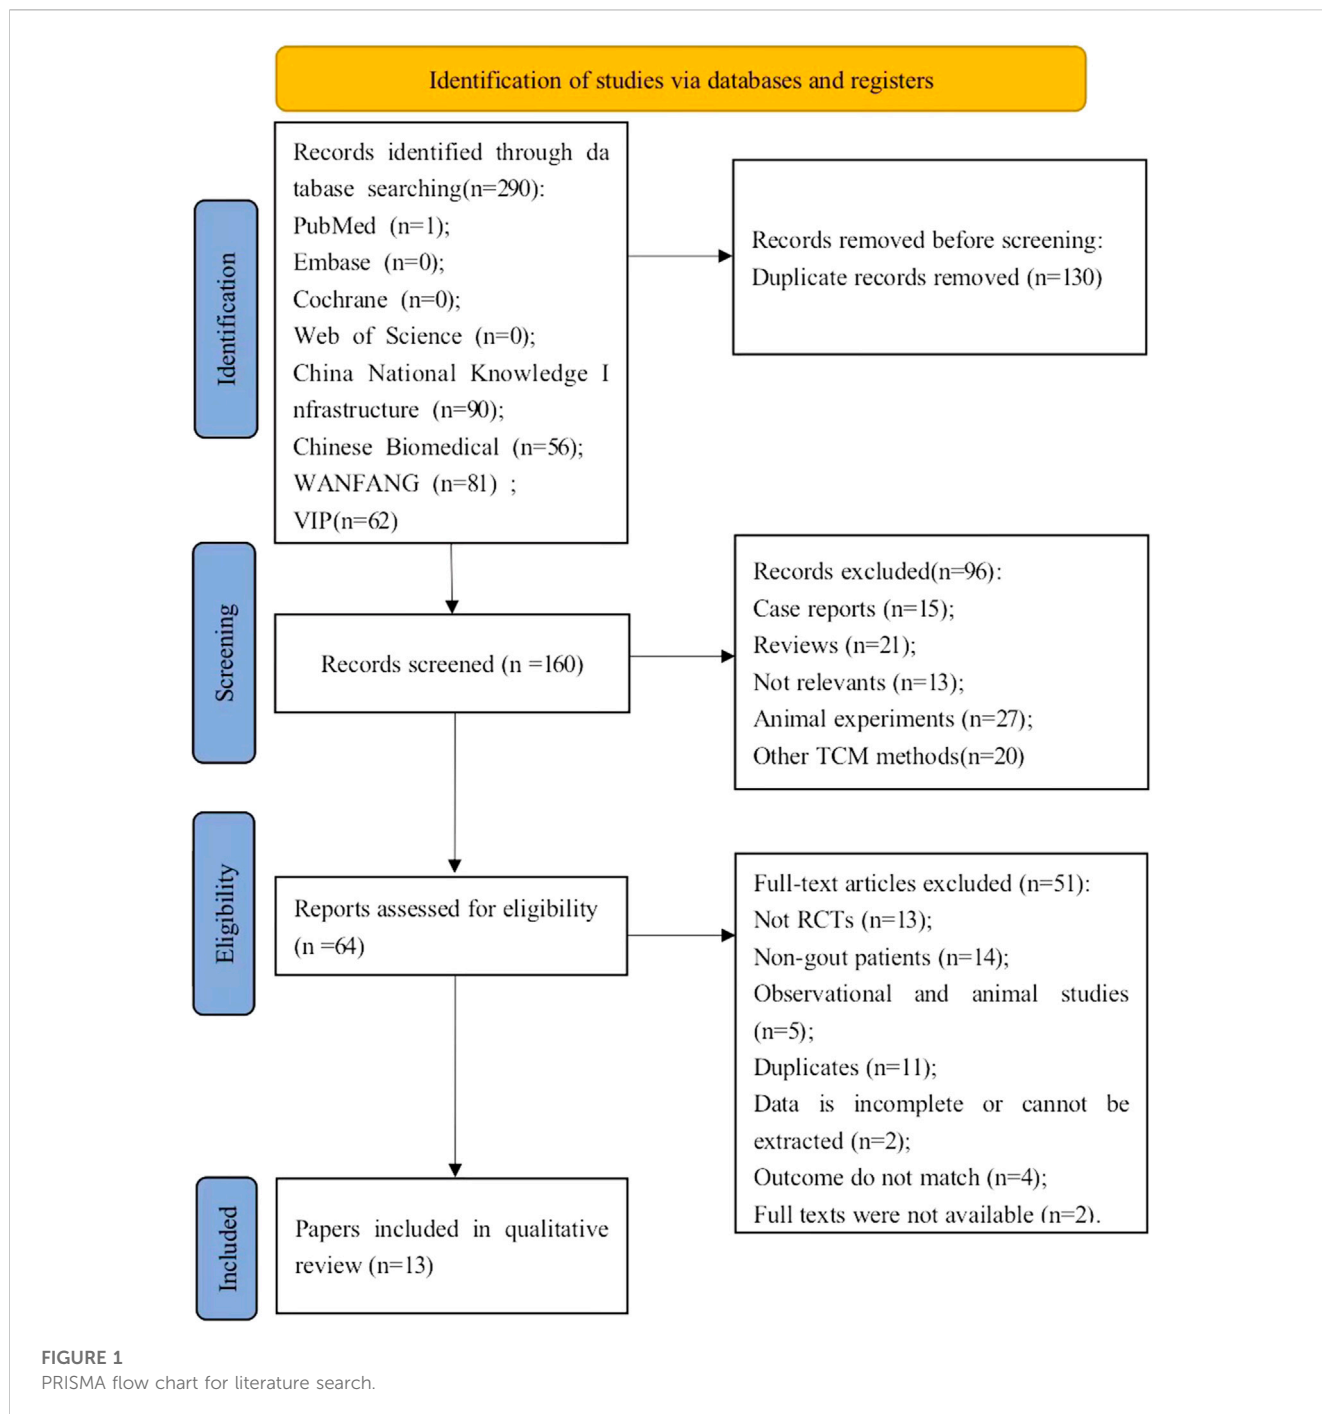 Identification of studies via databases and registers
Identification
Records identified through da
tabase searching(n=290):
PubMed (n=1);
Embase (n=0);
Cochrane (n=0);
Web of Science (n=0);
China National Knowledge I
nfrastructure (n=90);
Chinese Biomedical (n=56);
WANFANG (n=81) ;
VIP(n=62)
Records removed before screening:
Duplicate records removed (n=130)
Screening
Records screened (n =160)
Records excluded(n=96):
Case reports (n=15);
Reviews (n=21);
Not relevants (n=13);
Animal experiments (n=27);
Other TCM methods(n=20)
Eligibility
Reports assessed for eligibility
(n =64)
Full-text articles excluded (n=51):
Not RCTs (n=13);
Non-gout patients (n=14);
Observational and animal studies
(n=5);
Duplicates (n=11);
Data is incomplete or cannot be
extracted (n=2);
Outcome do not match (n=4);
Full texts were not available (n=2).
Included
Papers included in qualitative
review (n=13)
FIGURE 1
PRISMA flow chart for literature search.